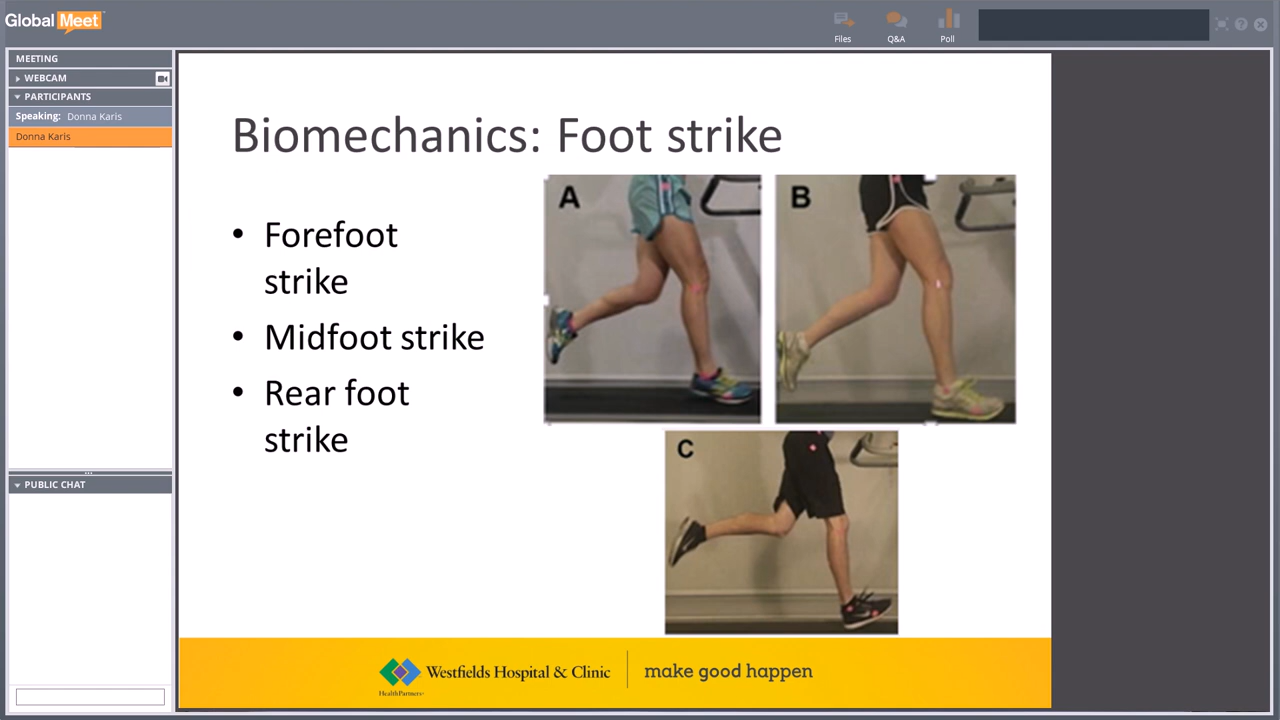 Global Meet
Files
Q&A
Poll
MEETING
WEBCAM
PARTICIPANTS
Speaking: Donna Karis
Donna Karis
PUBLIC CHAT
Biomechanics: Foot strike
• Forefoot
strike
• Midfoot strike
• Rear foot
strike
A
B
C
Westfields Hospital & Clinic
HealthPartners
make good happen